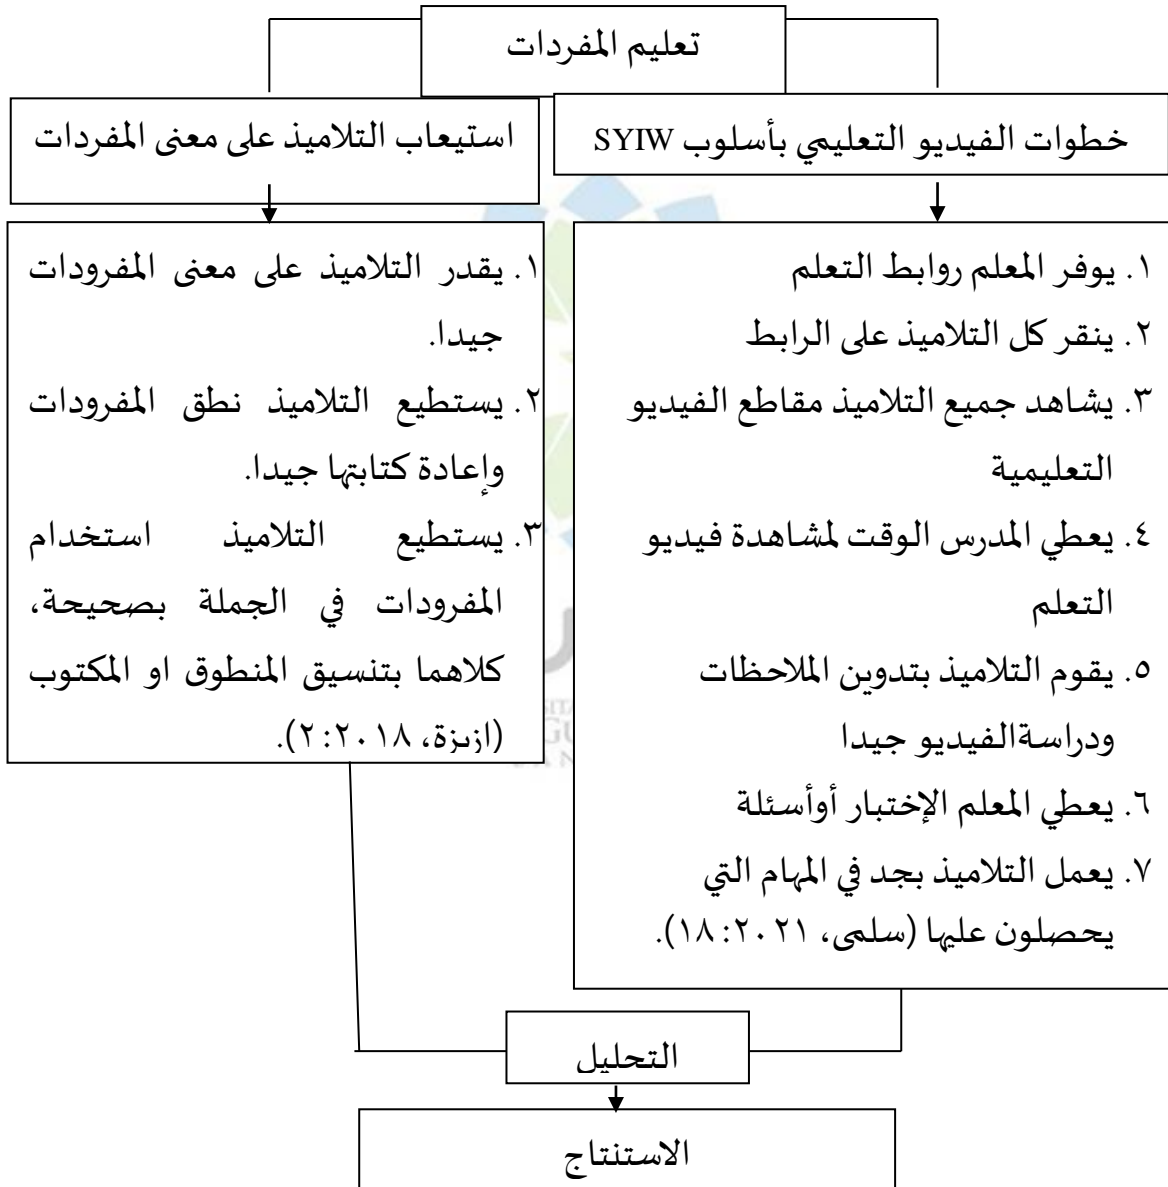 تعليم المفردات
خطوات الفيديو التعليمي بأسلوب SYIW
استيعاب التلاميذ على معنى المفردات
١. يوفر المعلم روابط التعلم
٢. ينقر كل التلاميذ على الرابط
٣. يشاهد جميع التلاميذ مقاطع الفيديو
التعليمية
٤. يعطي المدرس الوقت لمشاهدة فيديو
التعلم
٥. يقوم التلاميذ بتدوين الملاحظات
ودراسةالفيديو جيدا
٦. يعطي المعلم الإختبار أوأسئلة
٧. يعمل التلاميذ بجد في المهام التي
يحصلون عليها (سلمى، ٢٠٢١:١٨).
١. يقدر التلاميذ على معنى المفرودات
جيدا.
٢. يستطيع التلاميذ نطق المفرودات
وإعادة كتابتها جيدا.
٣. يستطيع التلاميذ استخدام
المفرودات في الجملة بصحيحة،
كلاهما بتنسيق المنطوق او المكتوب
(ازيزة، ٢٠١٨:٢).
التحليل
الاستنتاج